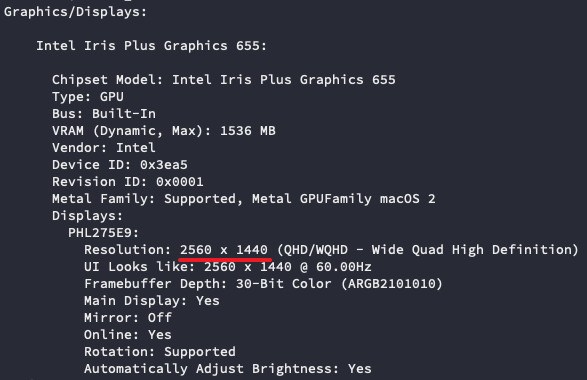 Graphics/Displays:
Intel Iris Plus Graphics 655:
Chipset Model: Intel Iris Plus Graphics 655
Type: GPU
Bus: Built-In
VRAM (Dynamic, Max): 1536 MB
Vendor: Intel
Device ID: 0x3ea5
Revision ID: 0x0001
Metal Family: Supported, Metal GPUFamily macOS 2
Displays:
PHL275E9:
Resolution: 2560 x 1440 (QHD/WQHD - Wide Quad High Definition)
UI Looks like: 2560 x 1440 @ 60.00Hz
Framebuffer Depth: 30-Bit Color (ARGB2101010)
Main Display: Yes
Mirror: Off
Online: Yes
Rotation: Supported
Automatically Adjust Brightness: Yes